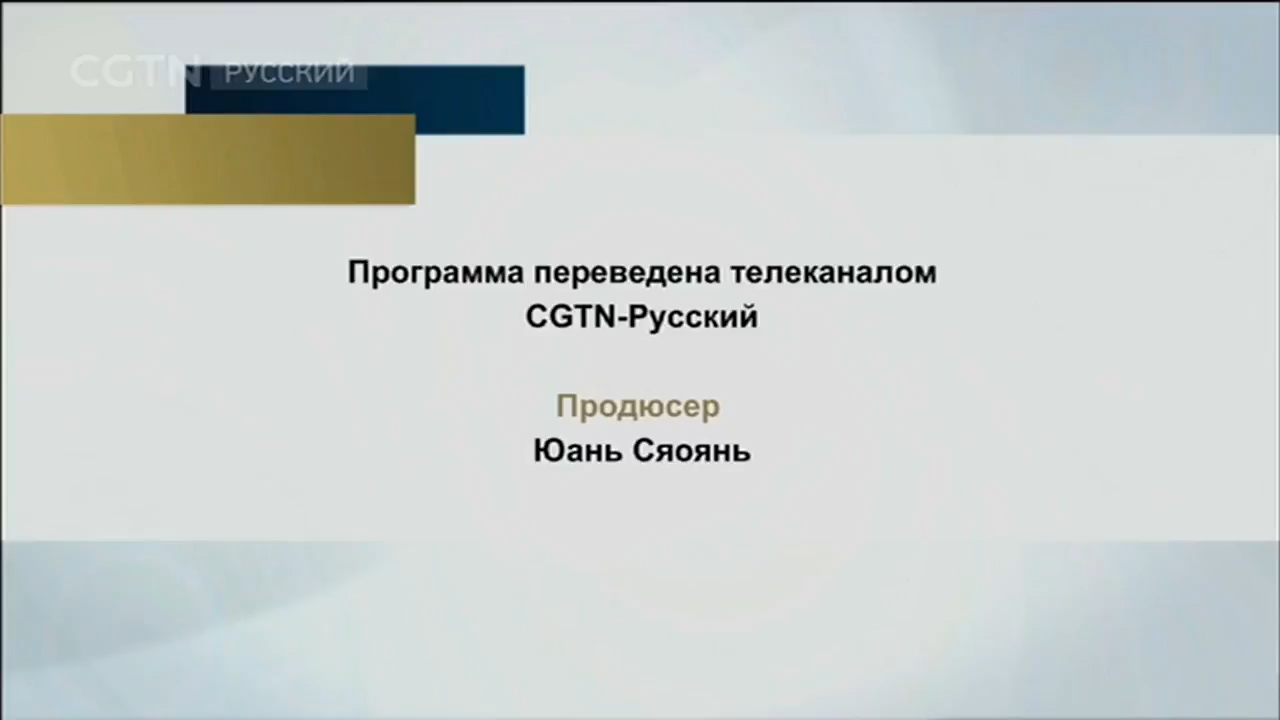 CGTN РУССКИЙ
Программа переведена телеканалом
CGTN-Русский
Продюсер
Юань Сяоянь